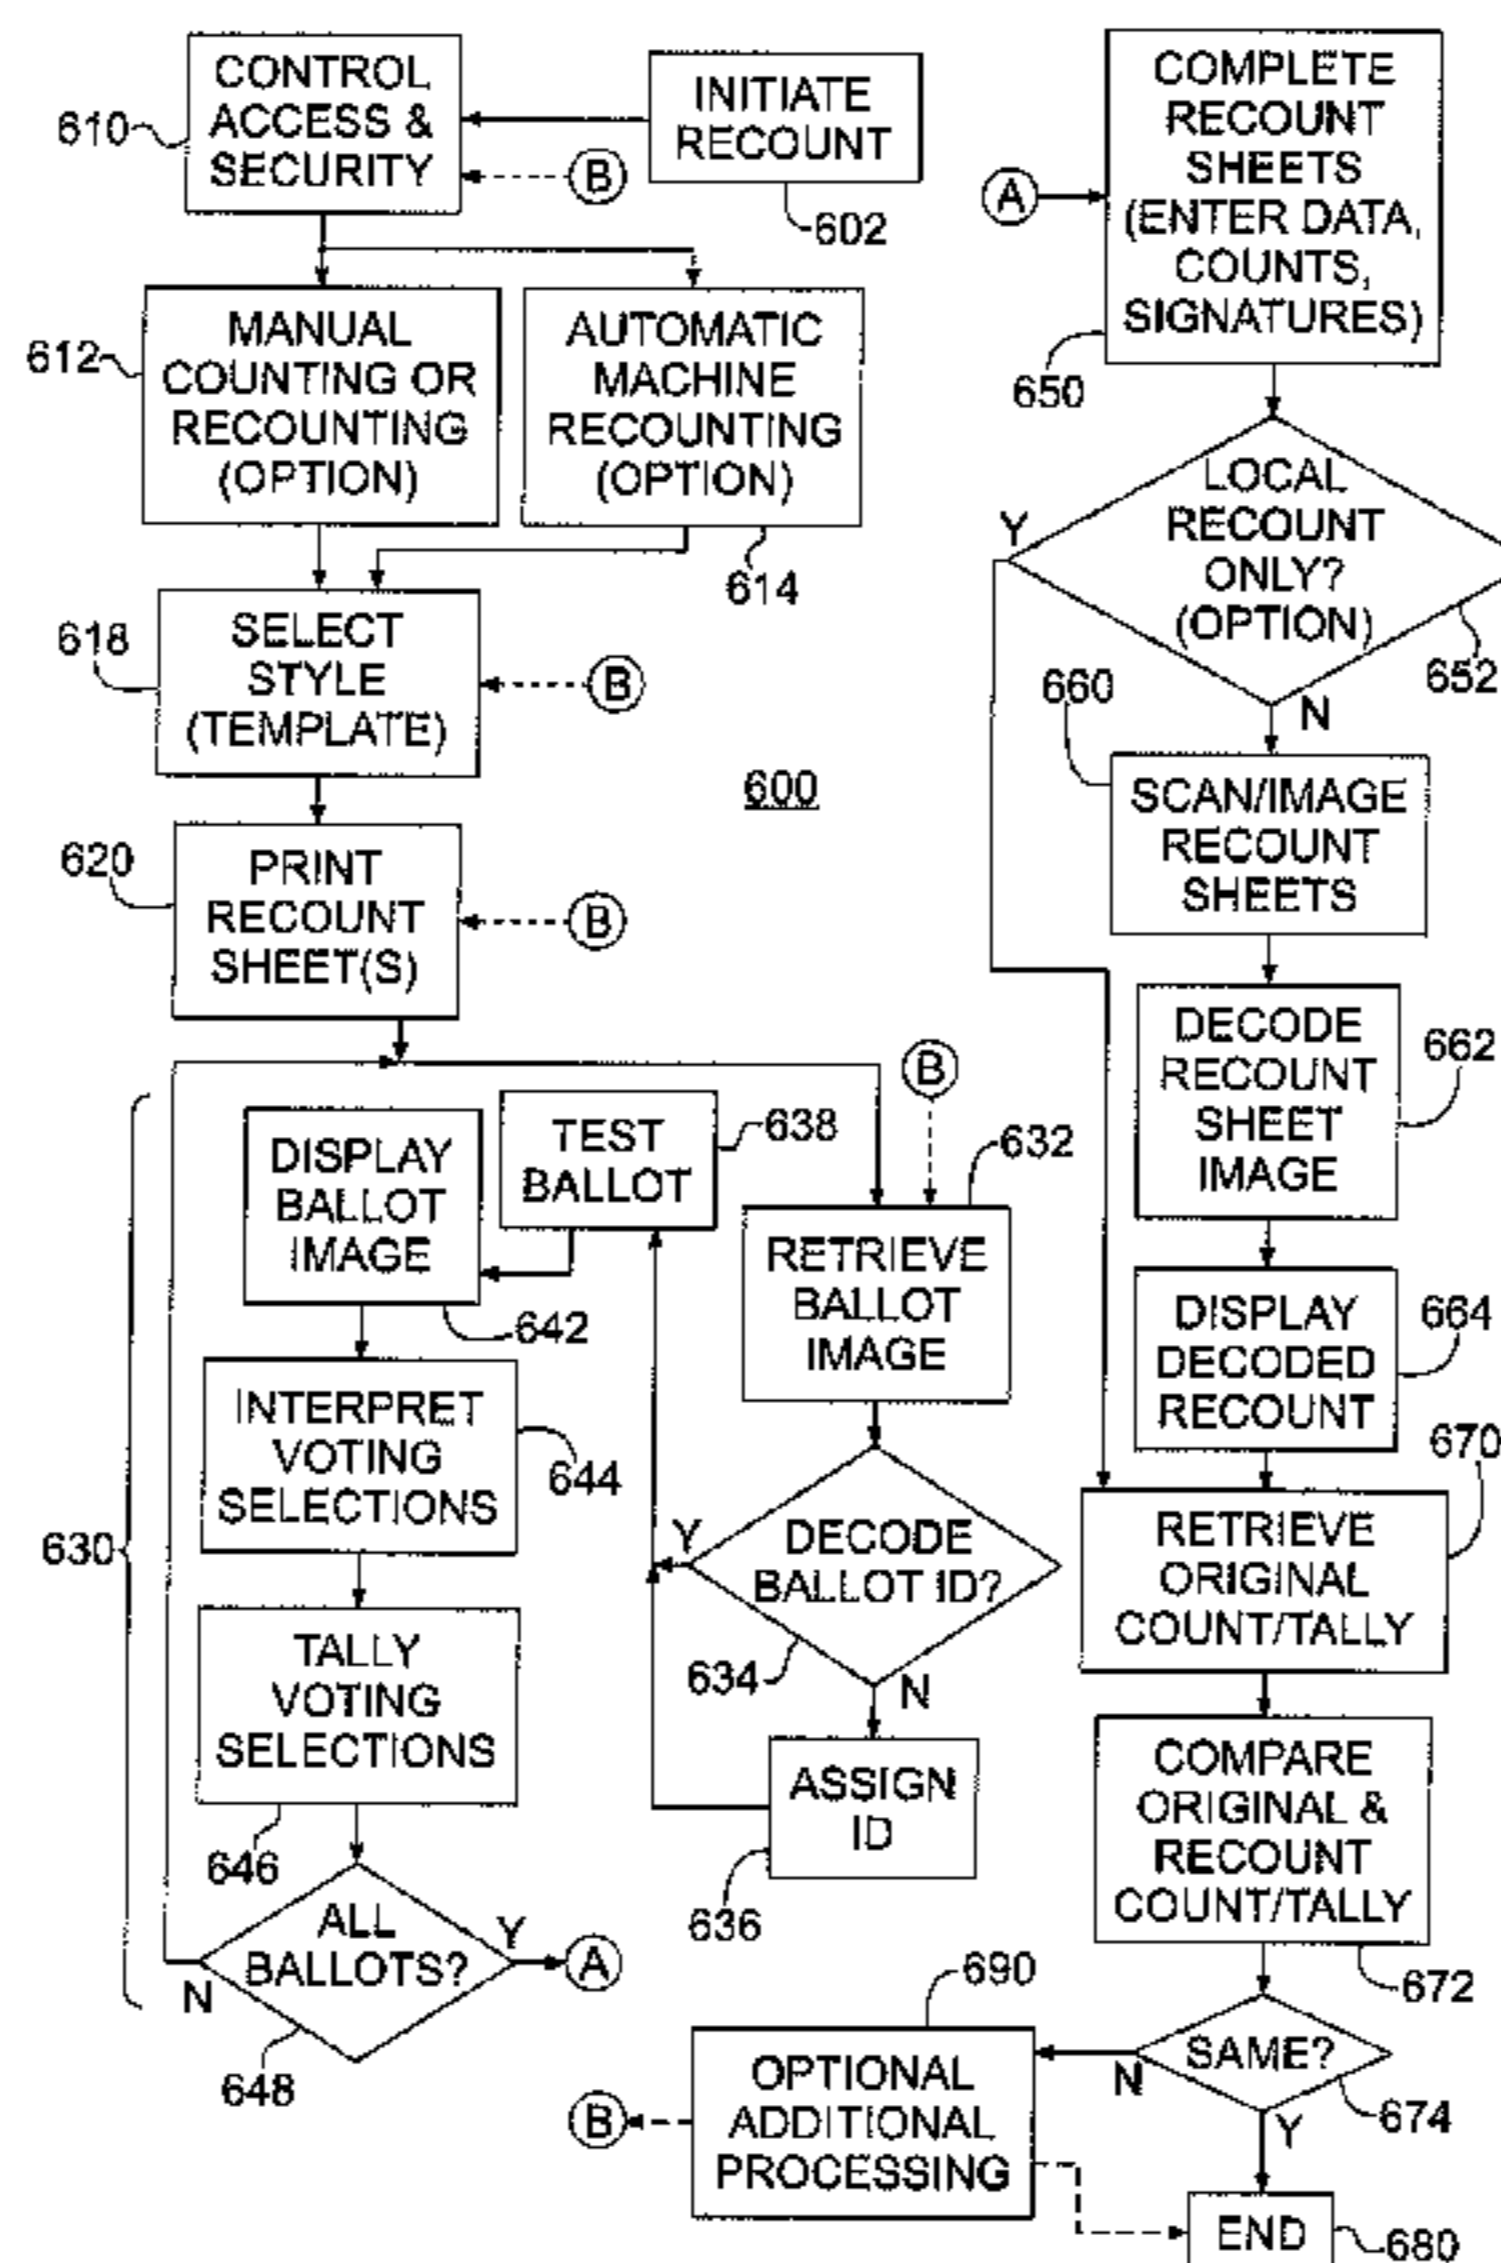 CONTROL
ACCESS &
SECURITY
610
INITIATE
RECOUNT
602
B
MANUAL
COUNTING OR
RECOUNTING
(OPTION)
612
AUTOMATIC
MACHINE
RECOUNTING
(OPTION)
614
SELECT
STYLE
(TEMPLATE)
618
B
600
PRINT
RECOUNT
SHEET(S)
620
B
630
DISPLAY
BALLOT
IMAGE
642
TEST
BALLOT
638
B
632
RETRIEVE
BALLOT
IMAGE
INTERPRET
VOTING
SELECTIONS
644
Y
DECODE
BALLOT ID?
634
N
TALLY
VOTING
SELECTIONS
646
ASSIGN
ID
636
ALL
BALLOTS?
Y
A
N
648
A
COMPLETE
RECOUNT
SHEETS
(ENTER DATA,
COUNTS,
SIGNATURES)
650
Y
LOCAL
RECOUNT
ONLY?
(OPTION)
652
N
660
SCAN/IMAGE
RECOUNT
SHEETS
DECODE
RECOUNT
SHEET
IMAGE
662
DISPLAY
DECODED
RECOUNT
664
670
RETRIEVE
ORIGINAL
COUNT/TALLY
COMPARE
ORIGINAL &
RECOUNT
COUNT/TALLY
672
SAME?
N
674
Y
690
OPTIONAL
ADDITIONAL
PROCESSING
B
END
680